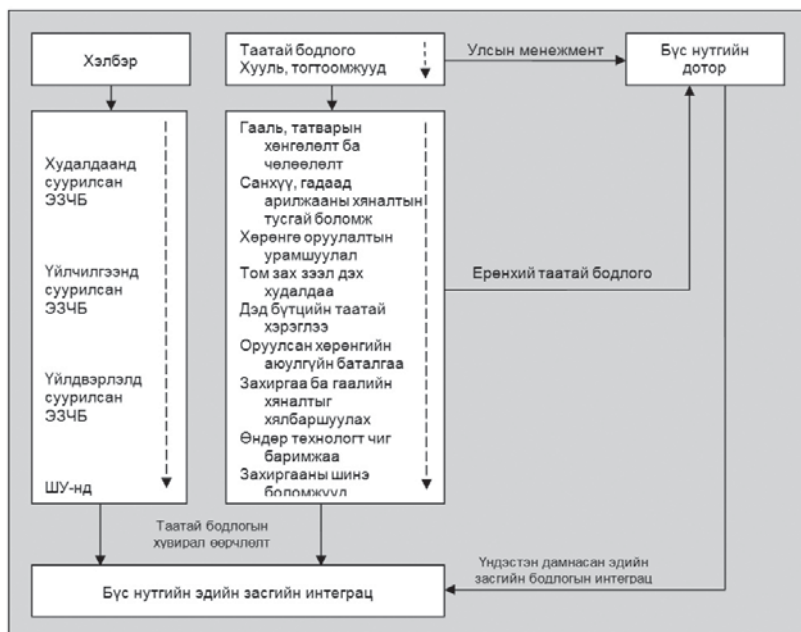 Хэлбэр
Таатай бодлого
Хууль, тогтоомжууд
Улсын менежмент
Бүс нутгийн
дотор
Худалдаанд
суурилсан
ЭЗЧБ
Үйлчилгээнд
суурилсан
ЭЗЧБ
Үйлдвэрлэлд
суурилсан
ЭЗЧБ
ШУ-нд
Гааль, татварын
хөнгөлөлт ба
чөлөөлөлт
Санхүү, гадаад
арилжааны хяналтын
тусгай боломж
Хөрөнгө оруулалтын
урамшуулал
Том зах зээл дэх
худалдаа
Дэд бүтцийн таатай
хэрэглээ
Оруулсан хөрөнгийн
аюулгүйн баталгаа
Захиргаа ба гаалийн
хяналтыг
хялбаршуулах
Өндөр технологт чиг
баримжаа
Захиргааны шинэ
боломжууд
Ерөнхий таатай бодлого
Таатай бодлогын
хувирал өөрчлөлт
Үндэстэн дамнасан эдийн
засгийн бодлогын интеграц
Бүс нутгийн эдийн засгийн интеграц